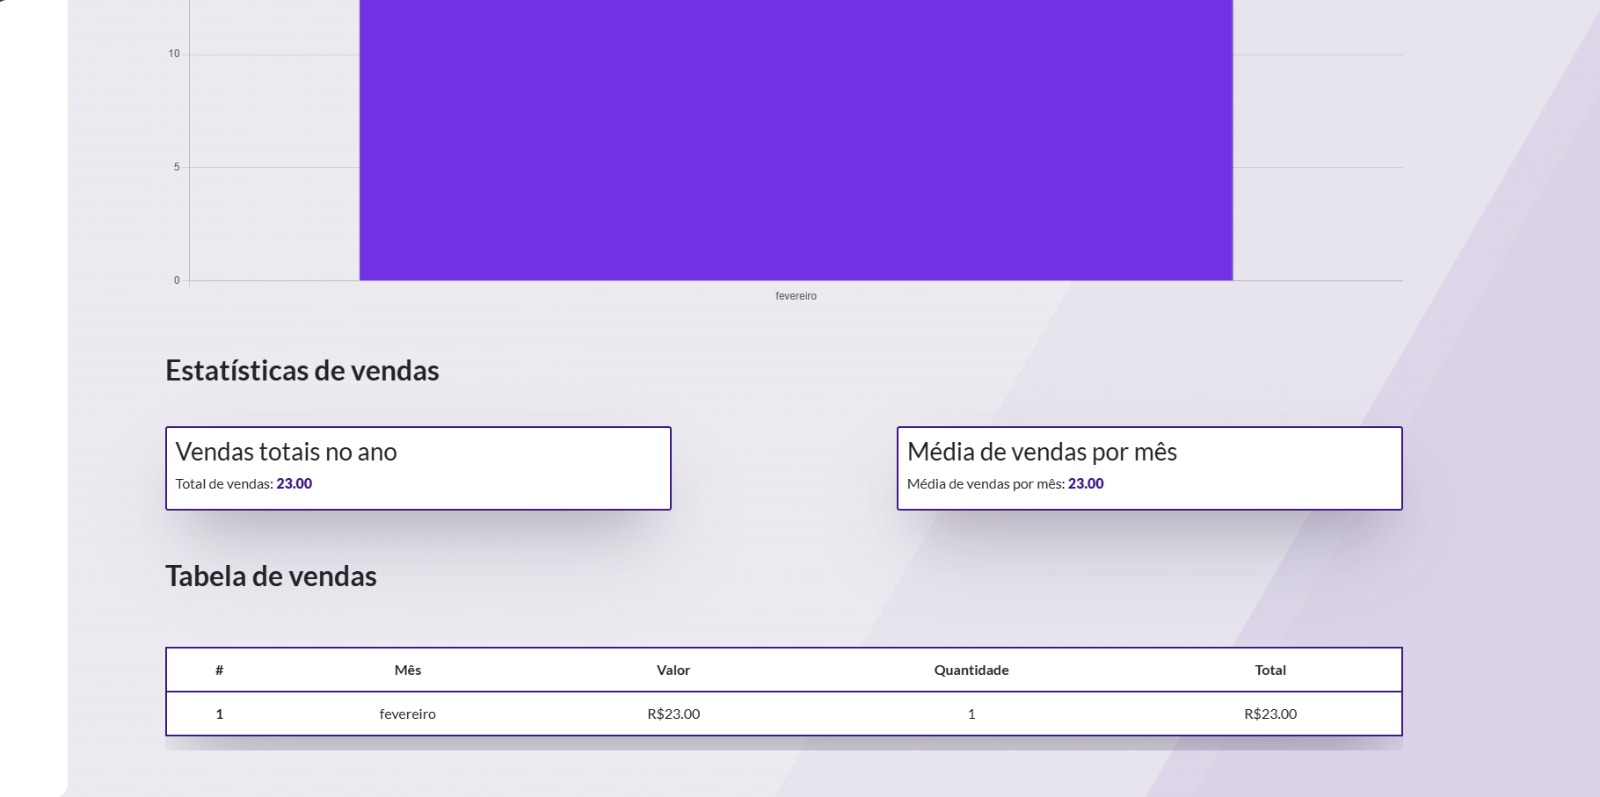 10
5
0
fevereiro
Estatísticas de vendas
Vendas totais no ano
Total de vendas: 23.00
Média de vendas por mês
Média de vendas por mês: 23.00
Tabela de vendas
# Mês Valor Quantidade Total
1 fevereiro R$23.00 1 R$23.00